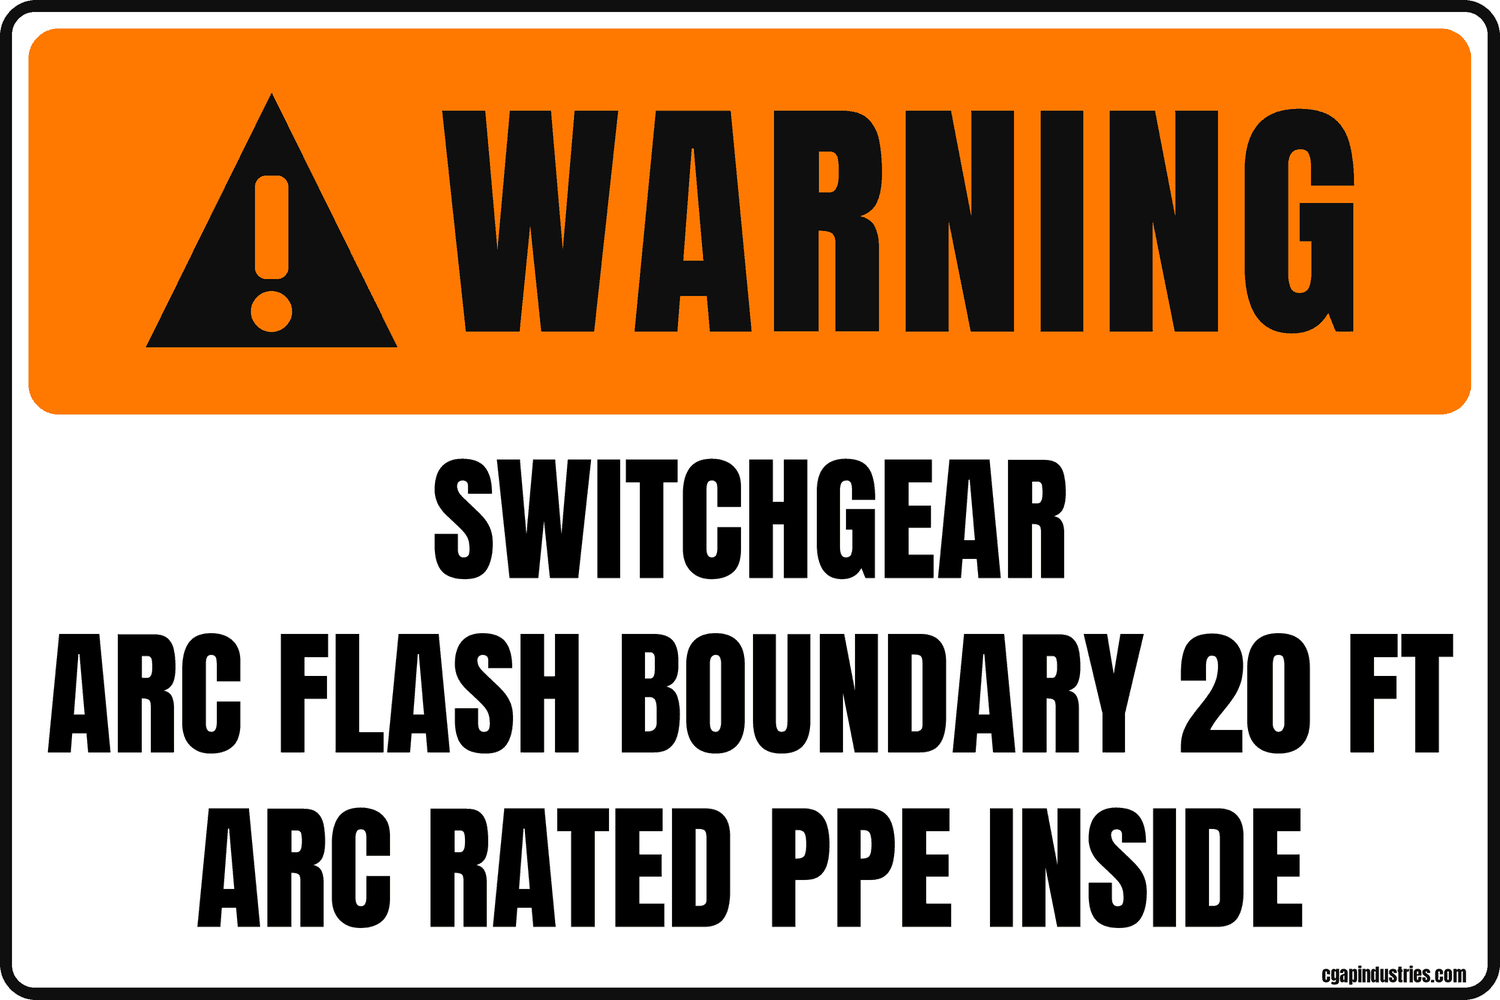 WARNING
SWITCHGEAR
ARC FLASH BOUNDARY 20 FT
ARC RATED PPE INSIDE
cgapindustries.com